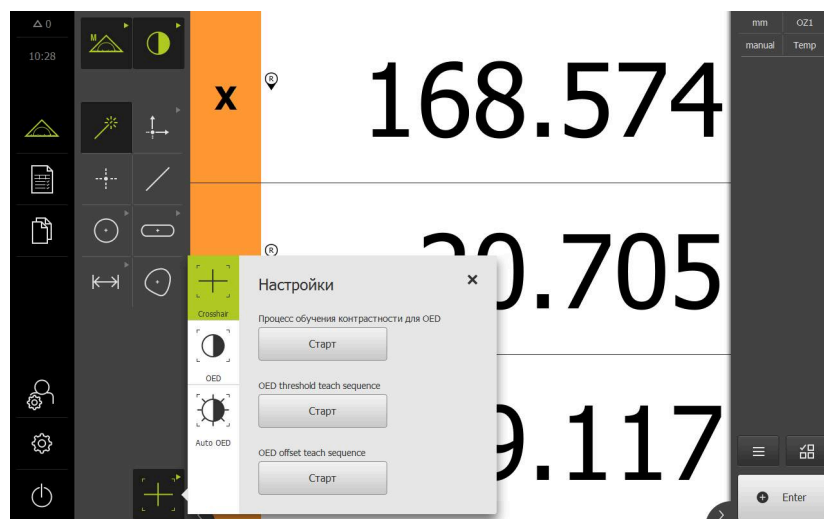 △ 0
10:28
M
X
R
168.574
R
20.705
9.117
mm
OZ1
manual
Temp
Crosshair
OED
Auto OED
Настройки
×
Процесс обучения контрастности для OED
Старт
OED threshold teach sequence
Старт
OED offset teach sequence
Старт
Enter